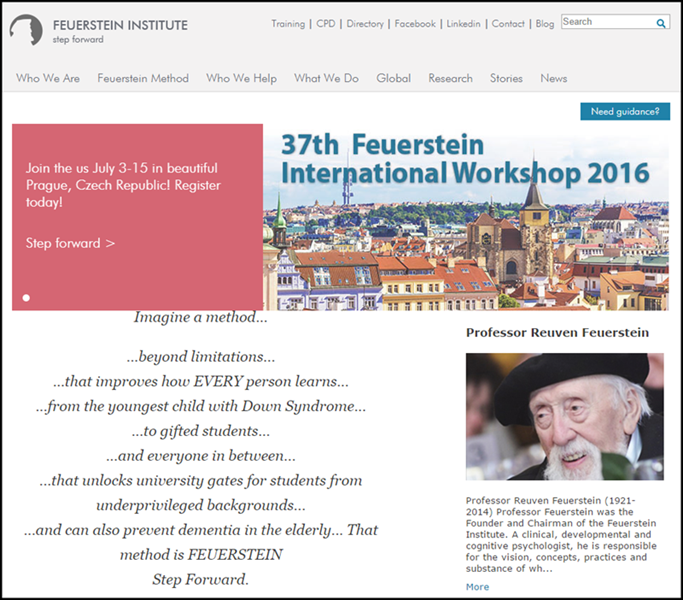 FEUERSTEIN INSTITUTE
step forward
Training | CPD | Directory | Facebook | Linkedin | Contact | Blog
Search
Who We Are Feuerstein Method Who We Help What We Do Global Research Stories News
Need guidance?
Join the us July 3-15 in beautiful
Prague, Czech Republic! Register
today!
Step forward >
37th Feuerstein
International Workshop 2016
Imagine a method...
...beyond limitations...
...that improves how EVERY person learns...
...from the youngest child with Down Syndrome...
...to gifted students...
...and everyone in between...
...that unlocks university gates for students from
underprivileged backgrounds...
...and can also prevent dementia in the elderly... That
method is FEUERSTEIN
Step Forward.
Professor Reuven Feuerstein
Professor Reuven Feuerstein (1921-
2014) Professor Feuerstein was the
Founder and Chairman of the Feuerstein
Institute. A clinical, developmental and
cognitive psychologist, he is responsible
for the vision, concepts, practices and
substance of wh...
More